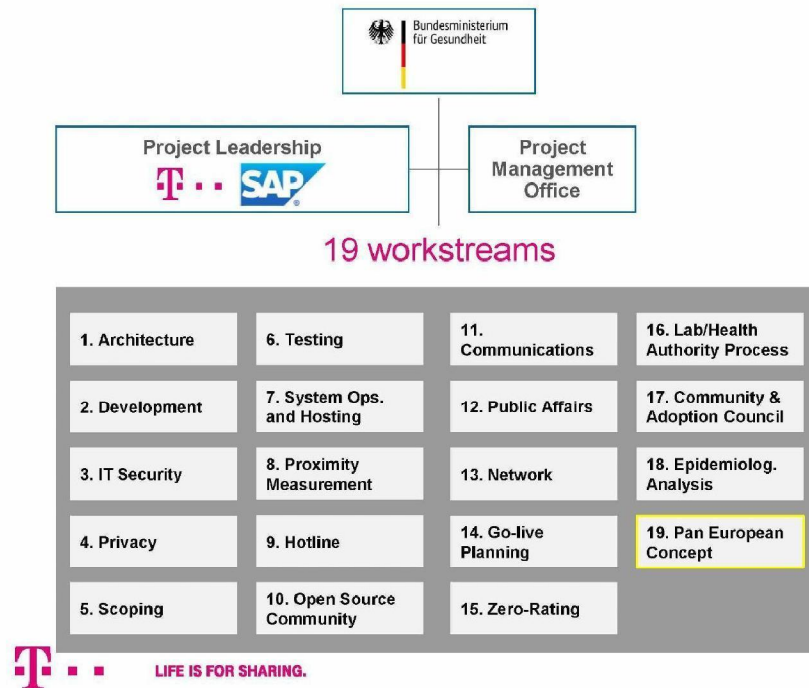 Bundesministerium
für Gesundheit
Project Leadership
T
SAP
®
Project
Management
Office
19 workstreams
1. Architecture
2. Development
3. IT Security
4. Privacy
5. Scoping
6. Testing
7. System Ops.
and Hosting
8. Proximity
Measurement
9. Hotline
10. Open Source
Community
11.
Communications
12. Public Affairs
13. Network
14. Go-live
Planning
15. Zero-Rating
16. Lab/Health
Authority Process
17. Community &
Adoption Council
18. Epidemiolog.
Analysis
19. Pan European
Concept
T
LIFE IS FOR SHARING.